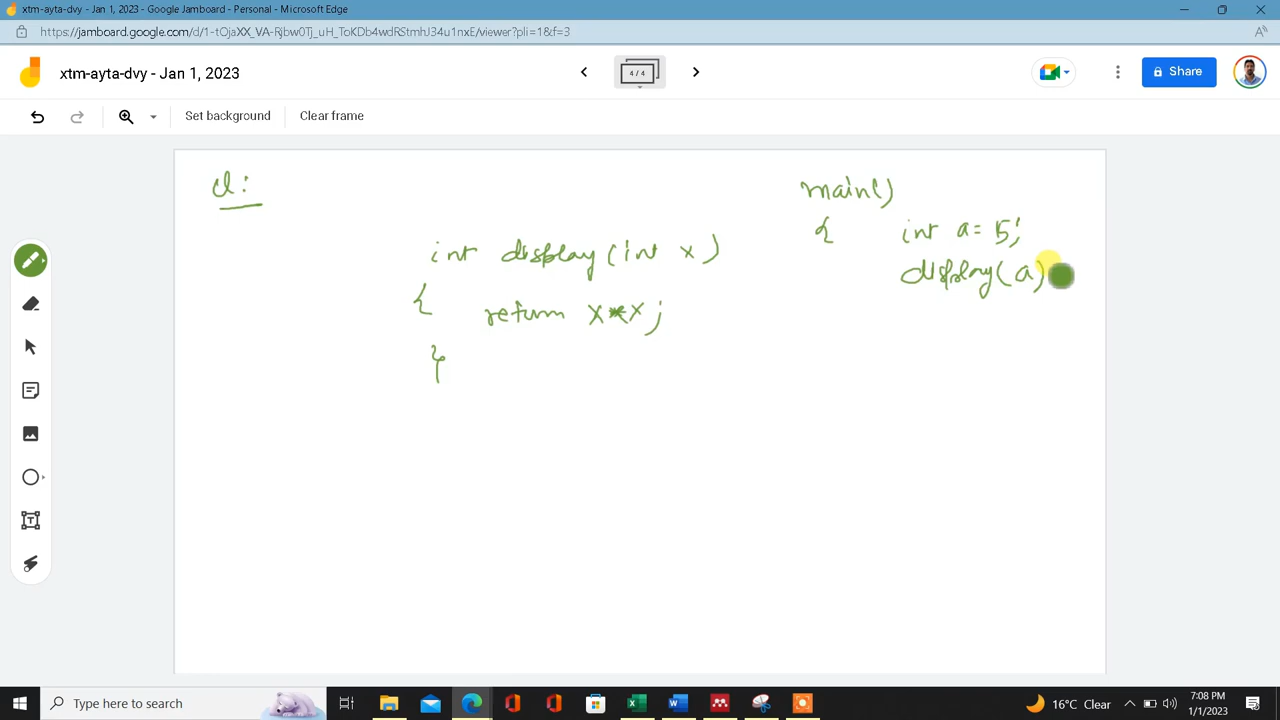 xtm-ayta-dvy - Jan 1, 2023 - Google Jamboard - Personal - Microsoft Edge
https://jamboard.google.com/d/1-tOjaXX_VA-RJbw0Tj_uH_ToKDb4wdRStmhJ34u1nxE/viewer?pli=1&f=3
xtm-ayta-dvy - Jan 1, 2023
4 / 4
Share
Set background
Clear frame
main()
{ int a = 5;
display(a)
int display(int x)
{ return x*x;
}
Type here to search
16°C Clear
7:08 PM
1/1/2023